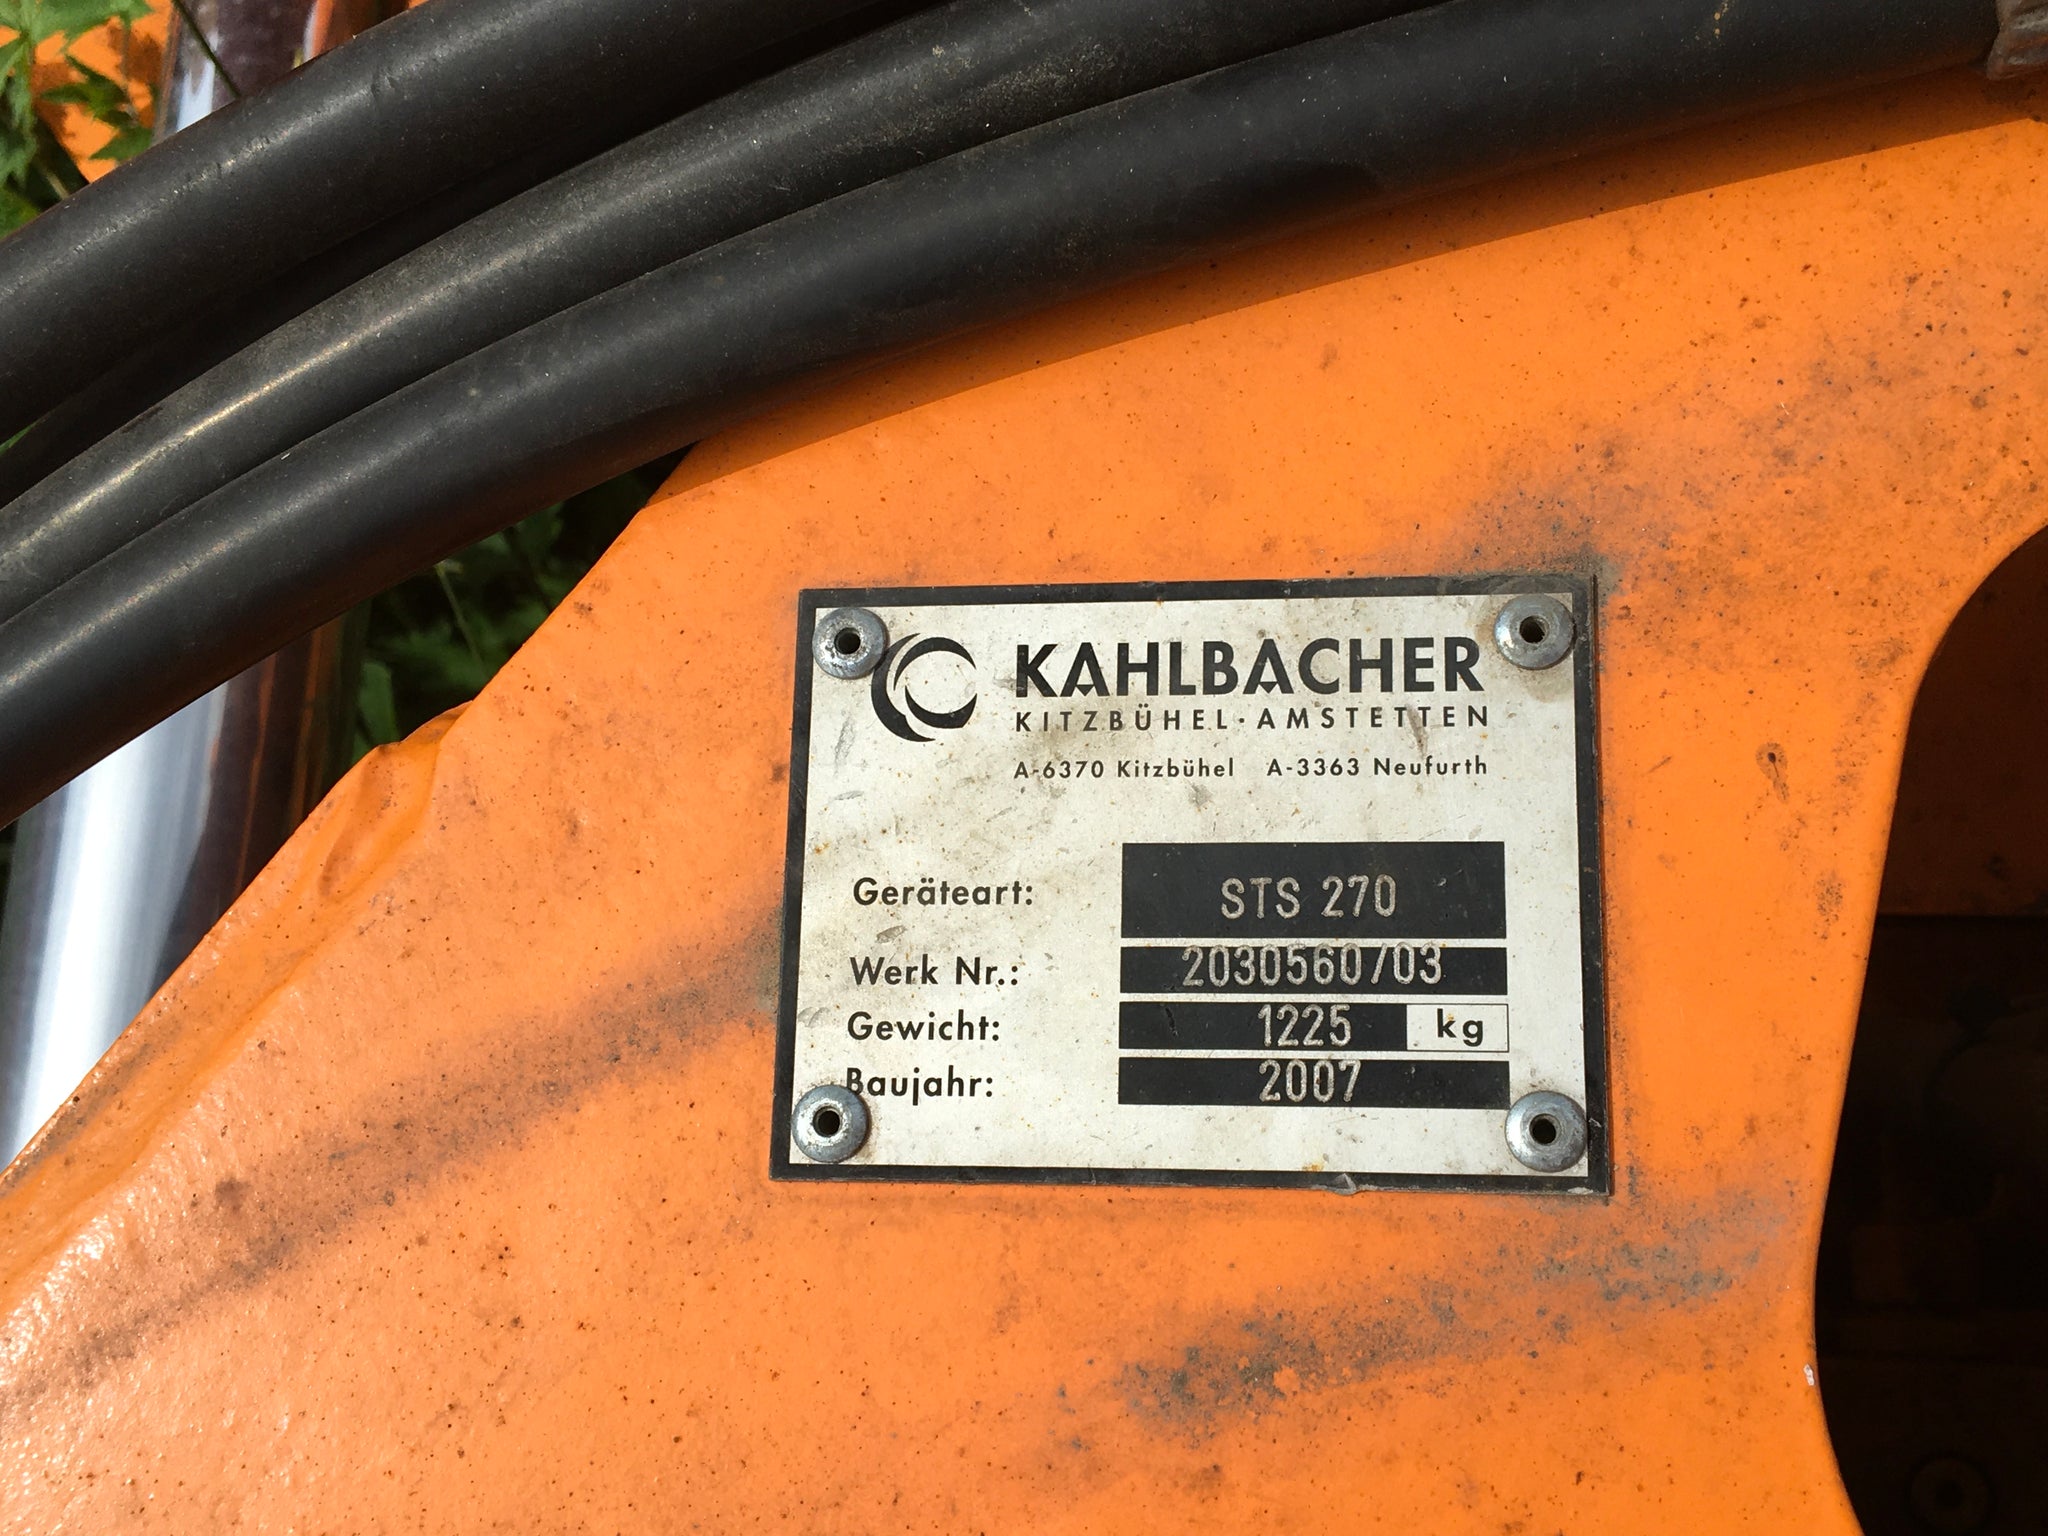 KAHLBACHER
KITZBÜHEL·AMSTETTEN
A-6370 Kitzbühel A-3363 Neufurth
Geräteart: STS 270
Werk Nr.: 2030560/03
Gewicht: 1225 kg
Baujahr: 2007